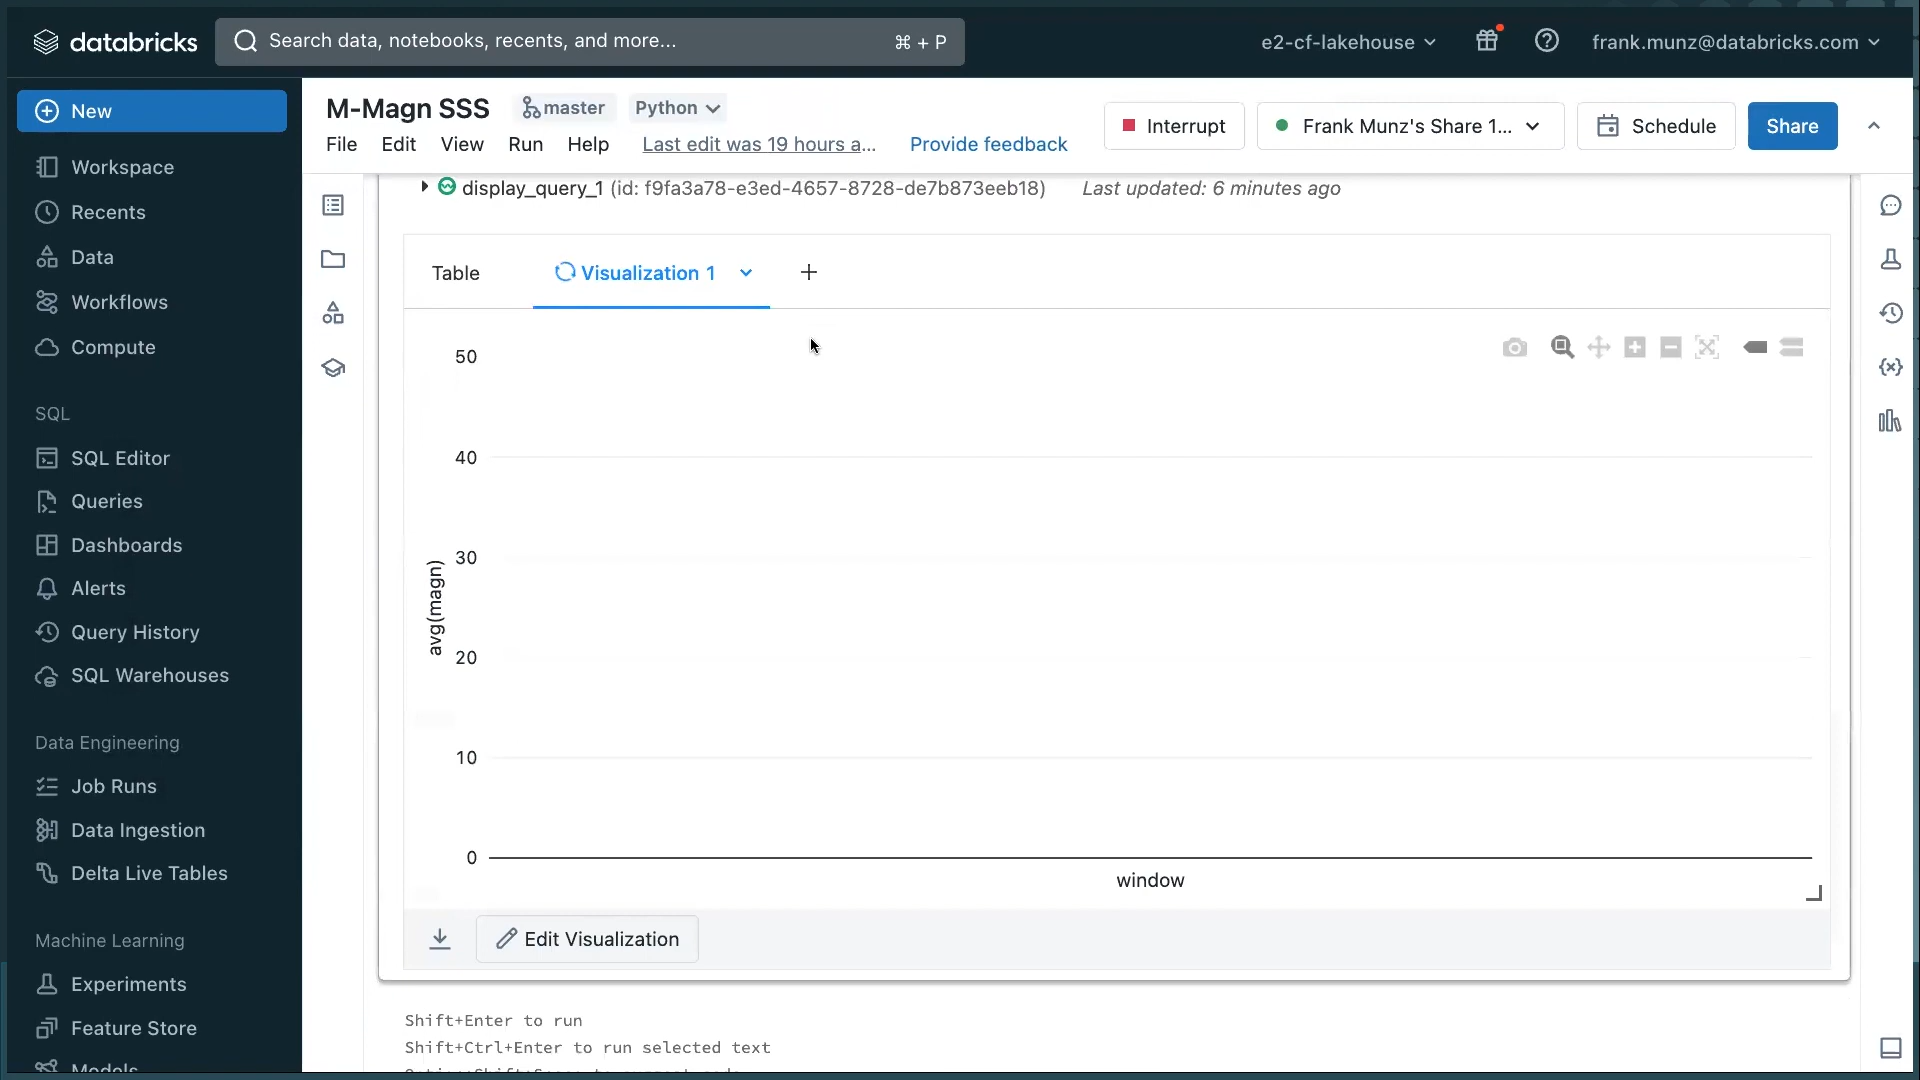 databricks
Search data, notebooks, recents, and more...
⌘ + P
e2-cf-lakehouse
frank.munz@databricks.com
New
Workspace
Recents
Data
Workflows
Compute
SQL
SQL Editor
Queries
Dashboards
Alerts
Query History
SQL Warehouses
Data Engineering
Job Runs
Data Ingestion
Delta Live Tables
Machine Learning
Experiments
Feature Store
Models
M-Magn SSS
master
Python
File Edit View Run Help
Last edit was 19 hours a...
Provide feedback
Interrupt
Frank Munz's Share 1...
Schedule
Share
display_query_1 (id: f9fa3a78-e3ed-4657-8728-de7b873eeb18) Last updated: 6 minutes ago
Table
Visualization 1
50
40
30
20
10
0
avg(magn)
window
Edit Visualization
Shift+Enter to run
Shift+Ctrl+Enter to run selected text